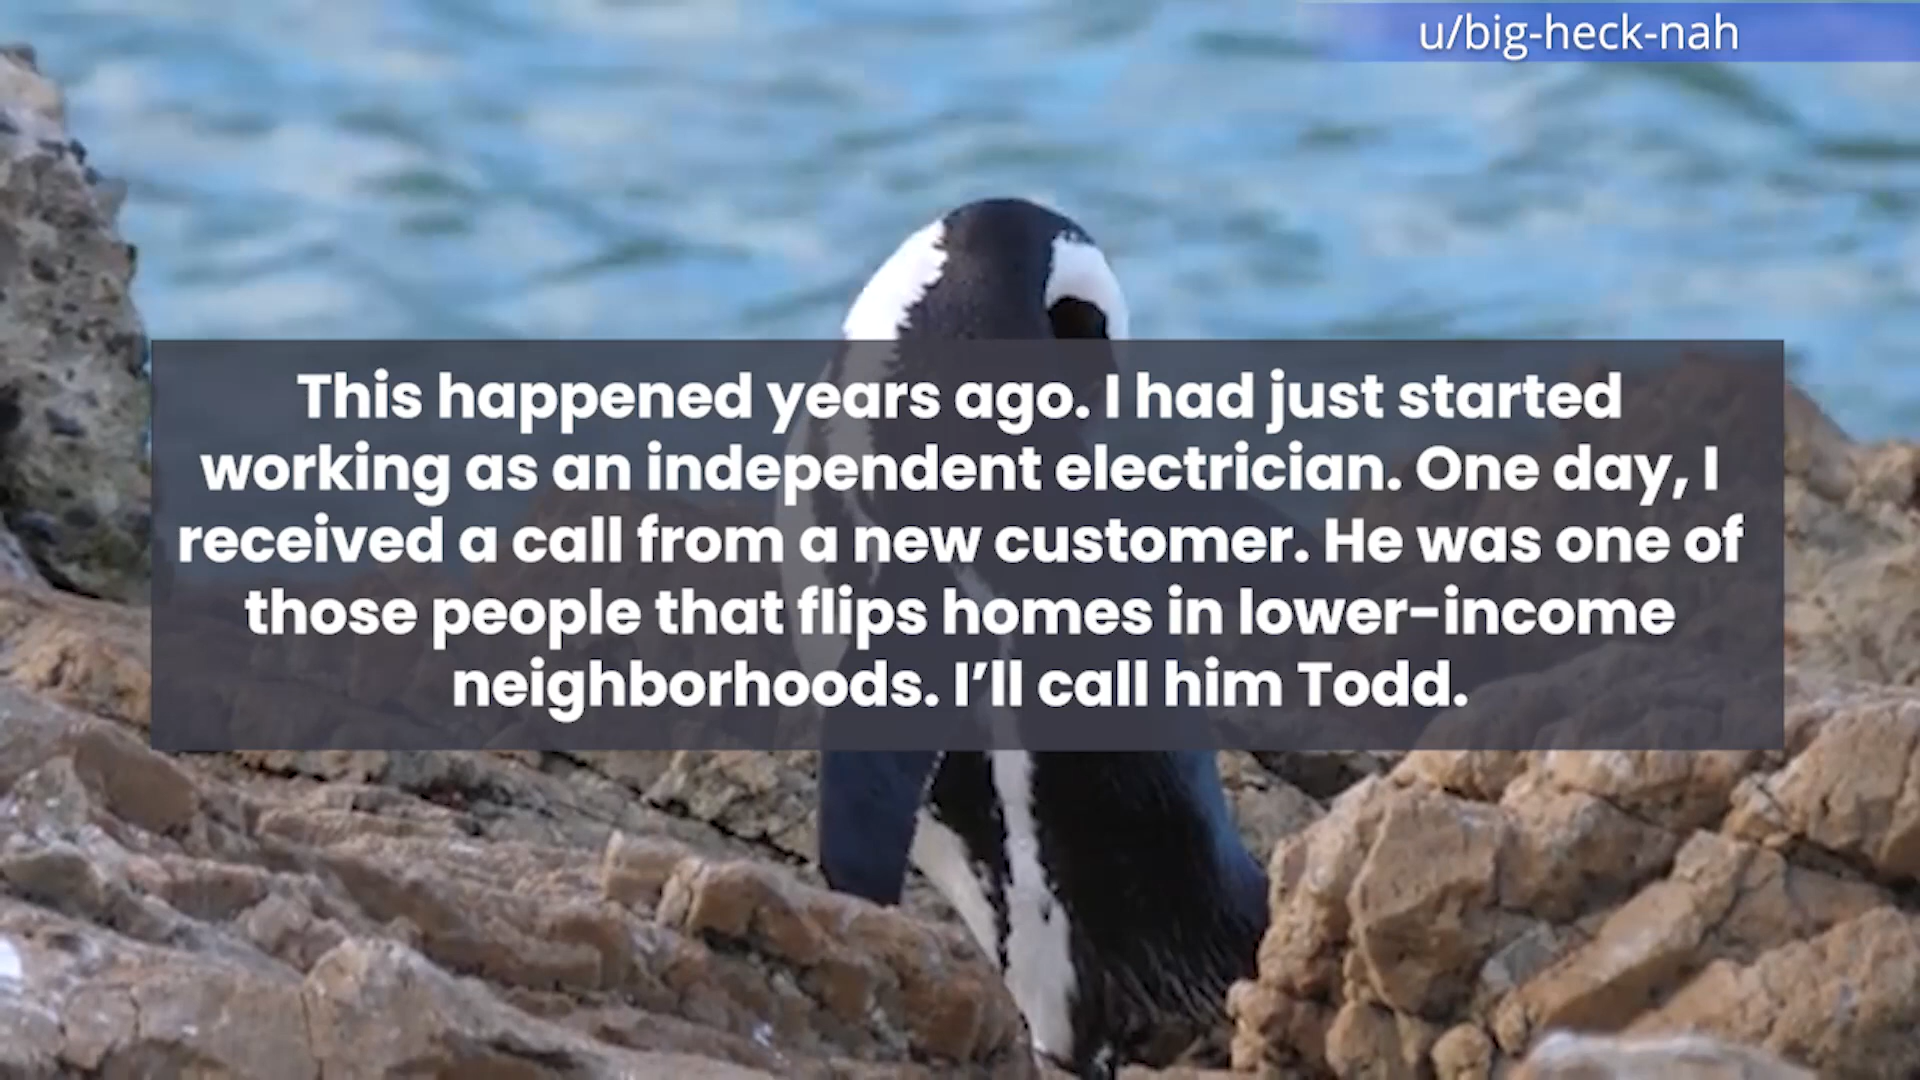 u/big-heck-nah
This happened years ago. I had just started
working as an independent electrician. One day, I
received a call from a new customer. He was one of
those people that flips homes in lower-income
neighborhoods. I’ll call him Todd.